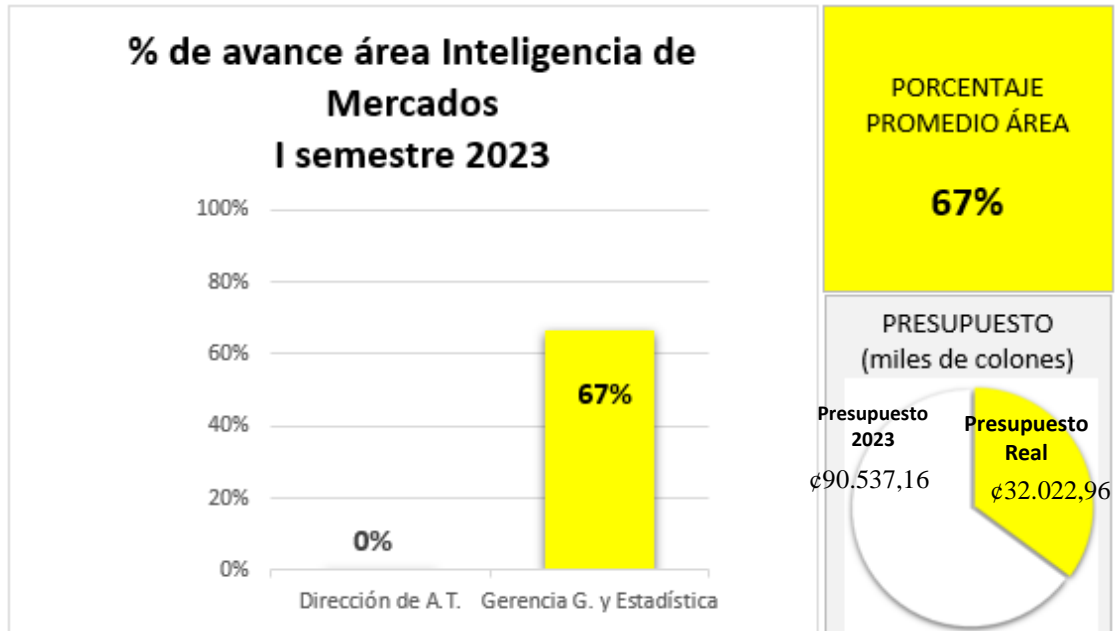 % de avance área Inteligencia de
Mercados
I semestre 2023
100%
80%
60%
40%
20%
0%
0%
67%
Dirección de A.T.
Gerencia G. y Estadística
PORCENTAJE
PROMEDIO ÁREA
67%
PRESUPUESTO
(miles de colones)
Presupuesto
2023
¢90.537,16
Presupuesto
Real
¢32.022,96